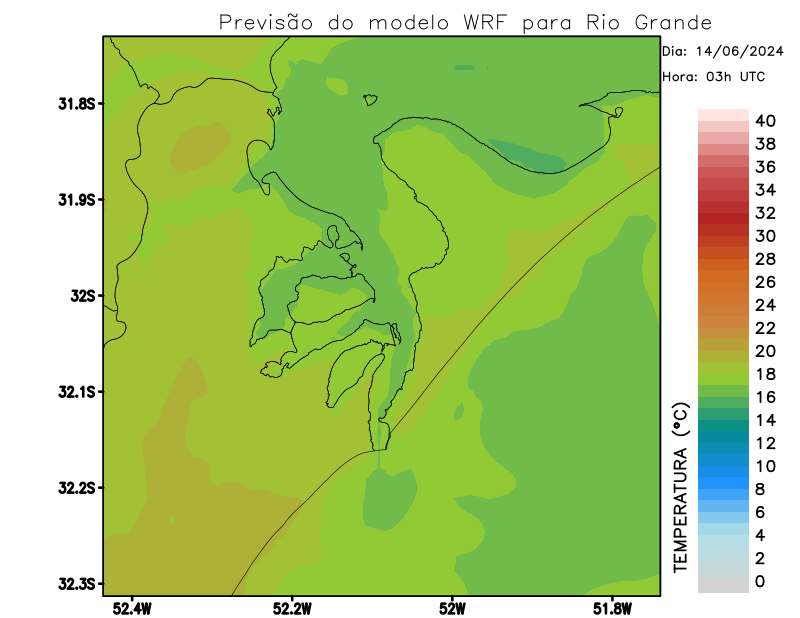 Previsão do modelo WRF para Rio Grande
Dia: 14/06/2024
Hora: 03h UTC
31.8S
31.9S
32S
32.1S
32.2S
32.3S
52.4W
52.2W
52W
51.8W
TEMPERATURA (°C)
40
38
36
34
32
30
28
26
24
22
20
18
16
14
12
10
8
6
4
2
0